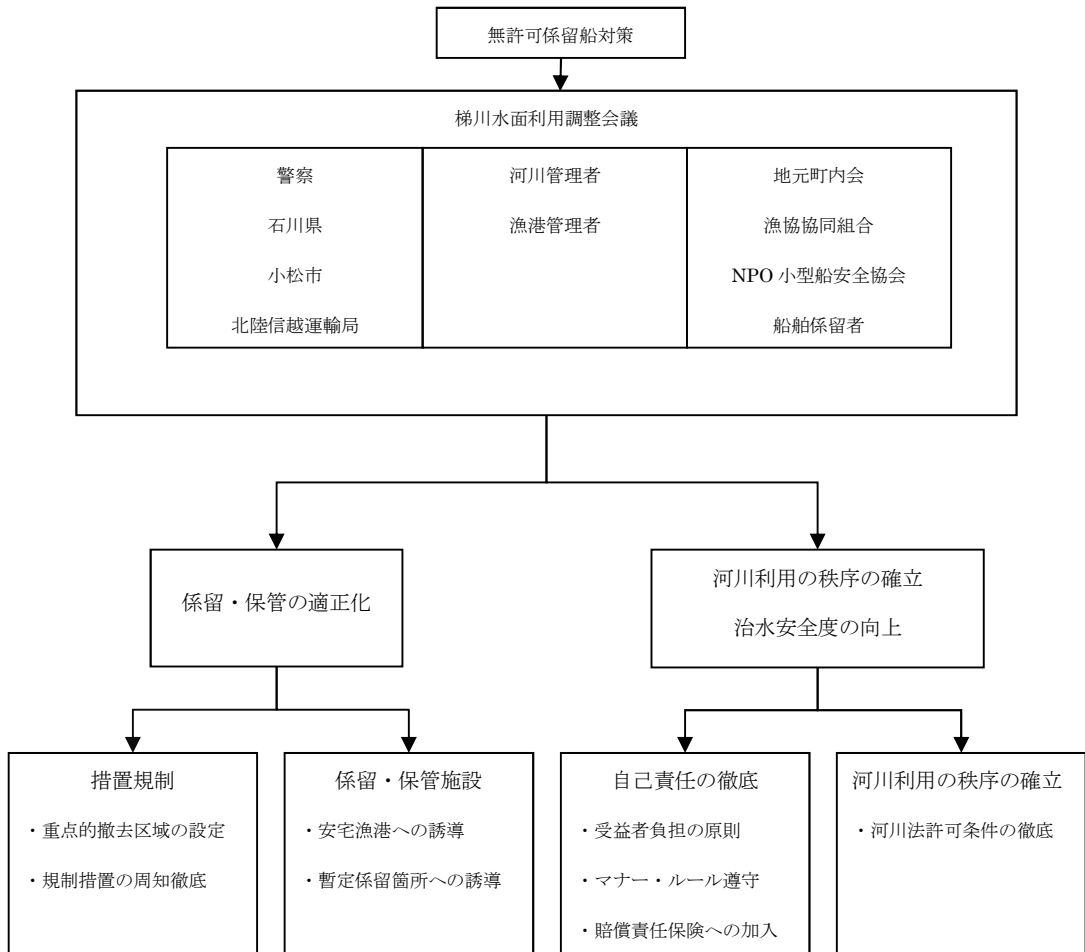 無許可係留船対策
梯川水面利用調整会議
警察
石川県
小松市
北陸信越運輸局
河川管理者
漁港管理者
地元町内会
漁協協同組合
NPO 小型船安全協会
船舶係留者
係留・保管の適正化
河川利用の秩序の確立
治水安全度の向上
措置規制
・重点的撤去区域の設定
・規制措置の周知徹底
係留・保管施設
・安宅漁港への誘導
・暫定係留箇所への誘導
自己責任の徹底
・受益者負担の原則
・マナー・ルール遵守
・賠償責任保険への加入
河川利用の秩序の確立
・河川法許可条件の徹底